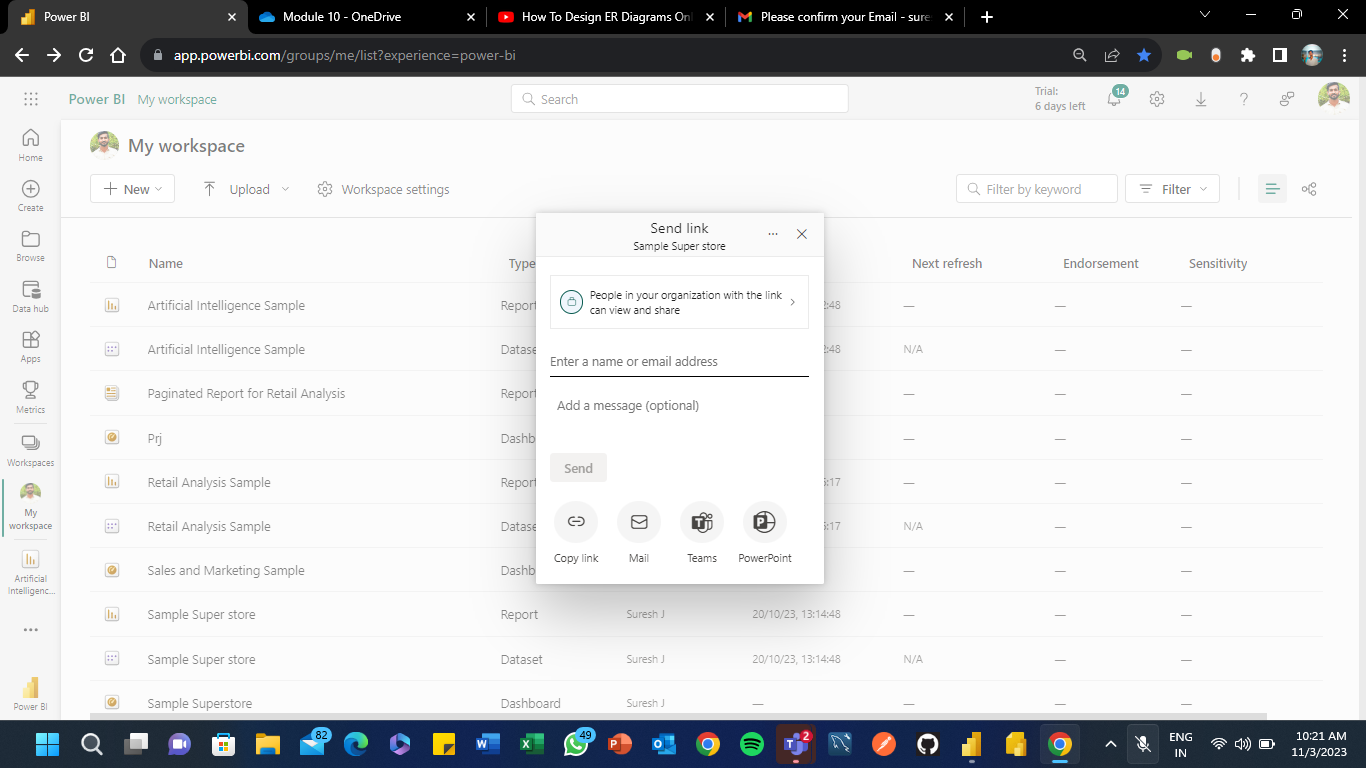 Power BI
Module 10 - OneDrive
How To Design ER Diagrams Onl
Please confirm your Email - sure
app.powerbi.com/groups/me/list?experience=power-bi
Power BI My workspace
Search
Trial:
6 days left
14
My workspace
New
Upload
Workspace settings
Filter by keyword
Filter
Home
Create
Browse
Data hub
Apps
Metrics
Workspaces
My
workspace
Artificial
Intelligenc...
Power BI
Name Type Next refresh Endorsement Sensitivity
Artificial Intelligence Sample Report 2:48 — — —
Artificial Intelligence Sample Datase 2:48 N/A — —
Paginated Report for Retail Analysis Report — — —
Prj Dashb — — —
Retail Analysis Sample Report 5:17 — — —
Retail Analysis Sample Datase 5:17 N/A — —
Sales and Marketing Sample Dashb — — —
Sample Super store Report Suresh J 20/10/23, 13:14:48 — — —
Sample Super store Dataset Suresh J 20/10/23, 13:14:48 N/A — —
Sample Superstore Dashboard Suresh J — — — —
Send link
Sample Super store
People in your organization with the link
can view and share
Enter a name or email address
Add a message (optional)
Send
Copy link
Mail
Teams
PowerPoint
82
49
2
ENG
IN
10:21 AM
11/3/2023